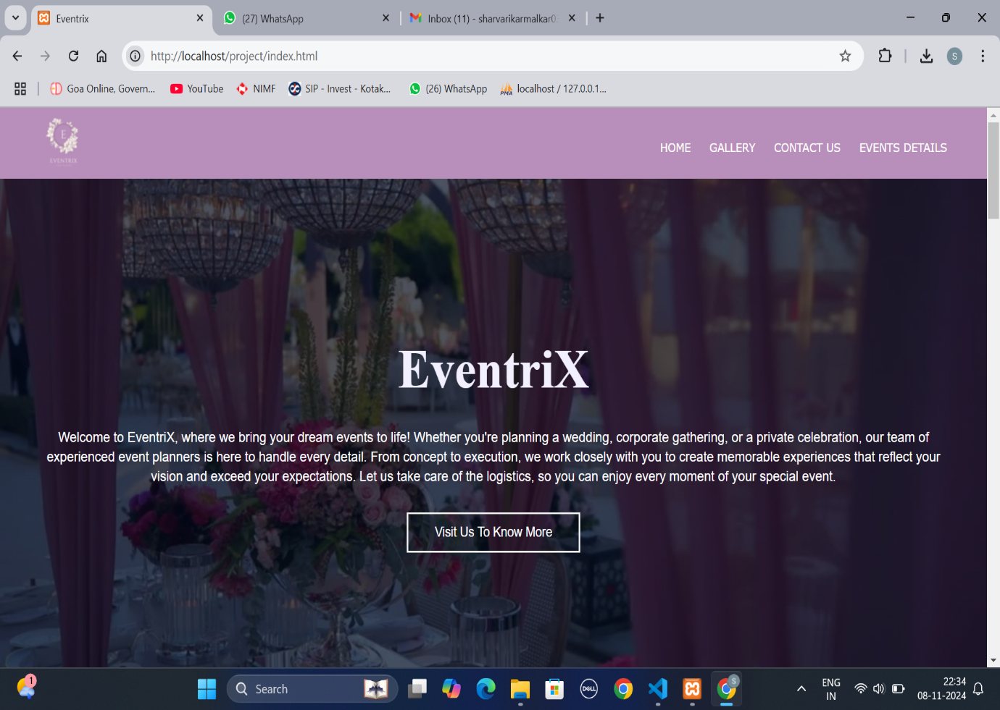 Eventrix
(27) WhatsApp
Inbox (11) - sharvarikarmalkar0
http://localhost/project/index.html
S
Goa Online, Govern...
YouTube
NIMF
SIP - Invest - Kotak...
(26) WhatsApp
PMA
localhost / 127.0.0.1...
E
EVENTRIX
HOME
GALLERY
CONTACT US
EVENTS DETAILS
EventriX
Welcome to EventriX, where we bring your dream events to life! Whether you're planning a wedding, corporate gathering, or a private celebration, our team of
experienced event planners is here to handle every detail. From concept to execution, we work closely with you to create memorable experiences that reflect your
vision and exceed your expectations. Let us take care of the logistics, so you can enjoy every moment of your special event.
Visit Us To Know More
1
Search
DELL
S
ENG
IN
22:34
08-11-2024